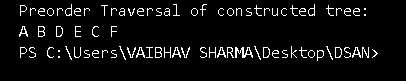 Preorder Traversal of constructed tree:
A B D E C F
PS C:\Users\VAIBHAV SHARMA\Desktop\DSAN>